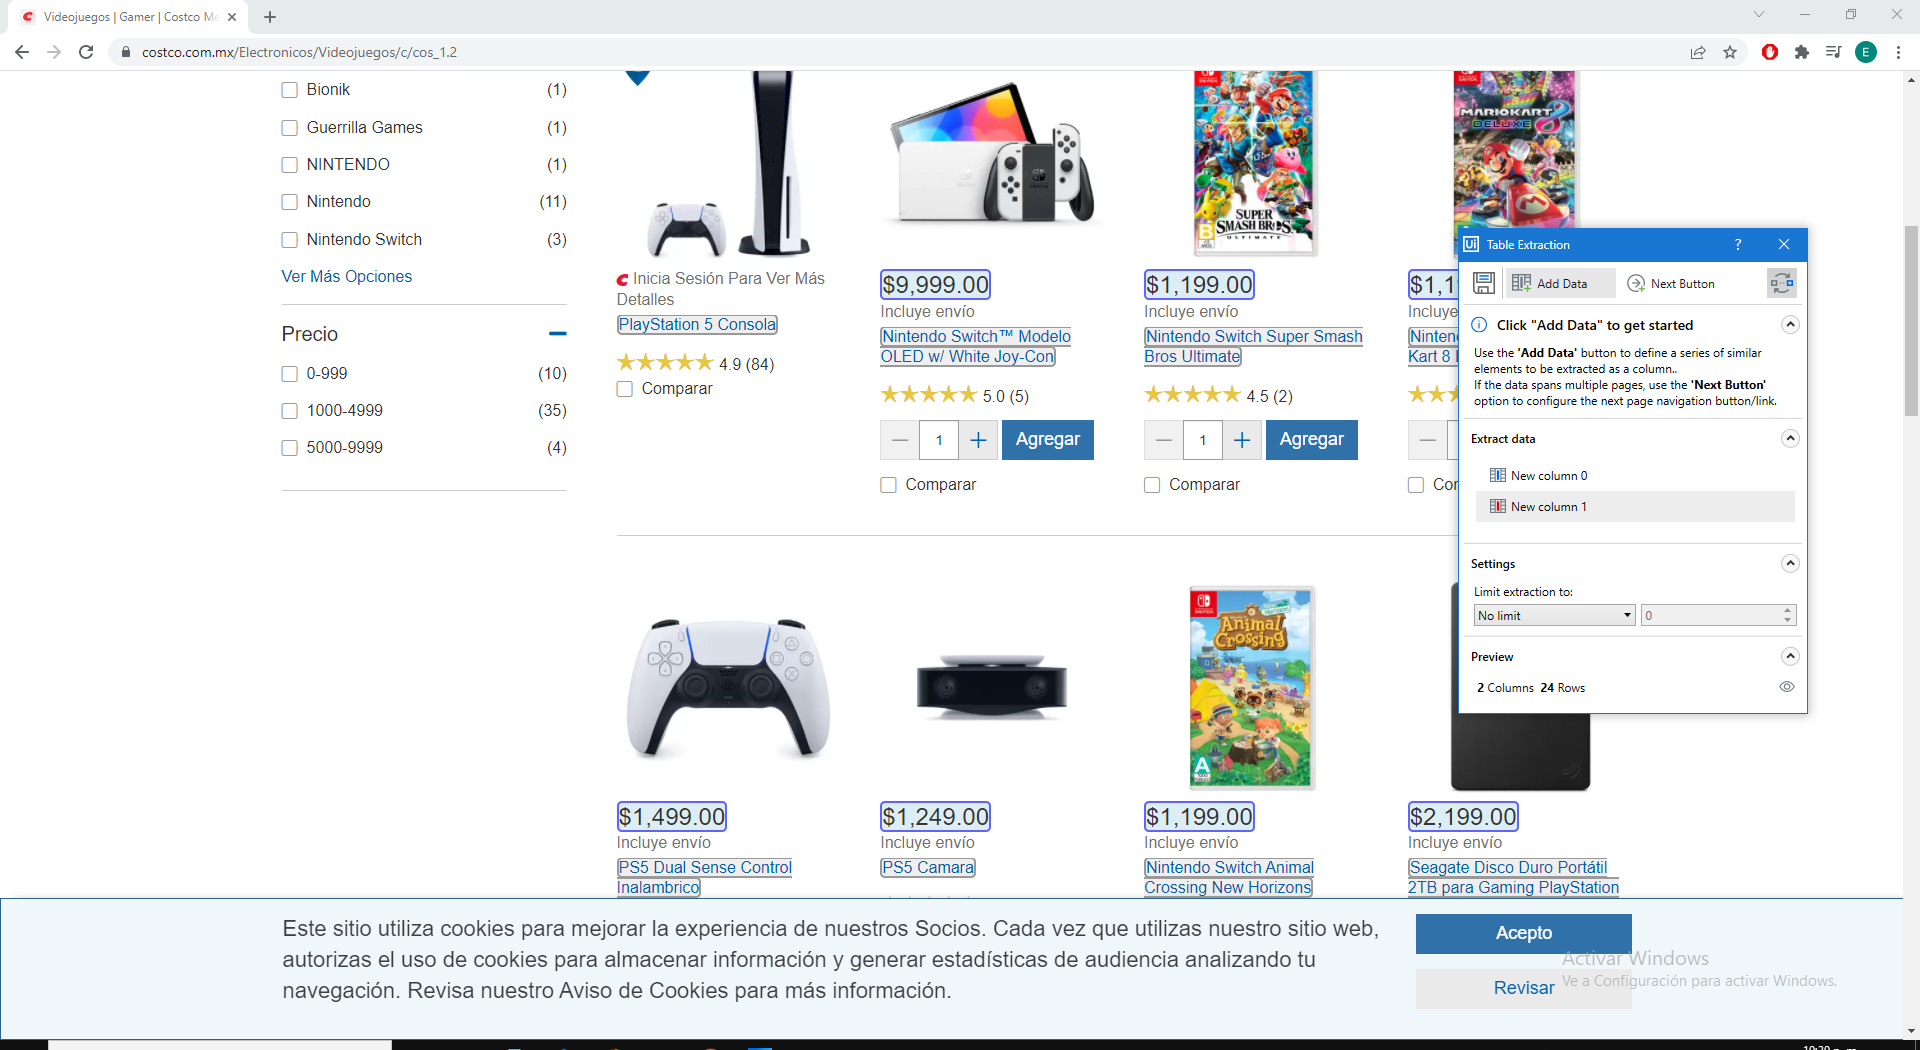 Videojuegos | Gamer | Costco Me
costco.com.mx/Electronicos/Videojuegos/c/cos_1.2
E
Bionik (1)
Guerrilla Games (1)
NINTENDO (1)
Nintendo (11)
Nintendo Switch (3)
Ver Más Opciones
Precio
0-999 (10)
1000-4999 (35)
5000-9999 (4)
Inicia Sesión Para Ver Más
Detalles
PlayStation 5 Consola
4.9 (84)
Comparar
$9,999.00
Incluye envío
Nintendo Switch™ Modelo
OLED w/ White Joy-Con
5.0 (5)
1
Agregar
Comparar
SUPER
SMASH BROS.
ULTIMATE
$1,199.00
Incluye envío
Nintendo Switch Super Smash
Bros Ultimate
4.5 (2)
1
Agregar
Comparar
MARIOKART 8
DELUXE
$1,19
Incluye
Ninten
Kart 8
Cor
Ui Table Extraction ?
Add Data
Next Button
Click "Add Data" to get started
Use the 'Add Data' button to define a series of similar
elements to be extracted as a column..
If the data spans multiple pages, use the 'Next Button'
option to configure the next page navigation button/link.
Extract data
New column 0
New column 1
Settings
Limit extraction to:
No limit 0
Preview
2 Columns 24 Rows
$1,499.00
Incluye envío
PS5 Dual Sense Control
Inalambrico
$1,249.00
Incluye envío
PS5 Camara
Animal
Crossing
A
$1,199.00
Incluye envío
Nintendo Switch Animal
Crossing New Horizons
$2,199.00
Incluye envío
Seagate Disco Duro Portátil
2TB para Gaming PlayStation
Este sitio utiliza cookies para mejorar la experiencia de nuestros Socios. Cada vez que utilizas nuestro sitio web,
autorizas el uso de cookies para almacenar información y generar estadísticas de audiencia analizando tu
navegación. Revisa nuestro Aviso de Cookies para más información.
Acepto
Revisar
Activar Windows
Ve a Configuración para activar Windows.